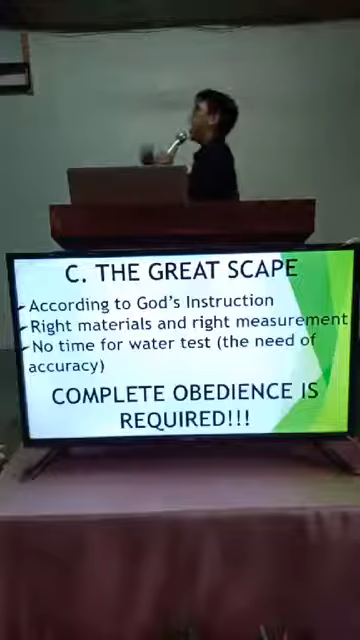 C. THE GREAT SCAPE
According to God's Instruction
Right materials and right measurement
No time for water test (the need of
accuracy)
COMPLETE OBEDIENCE IS
REQUIRED!!!